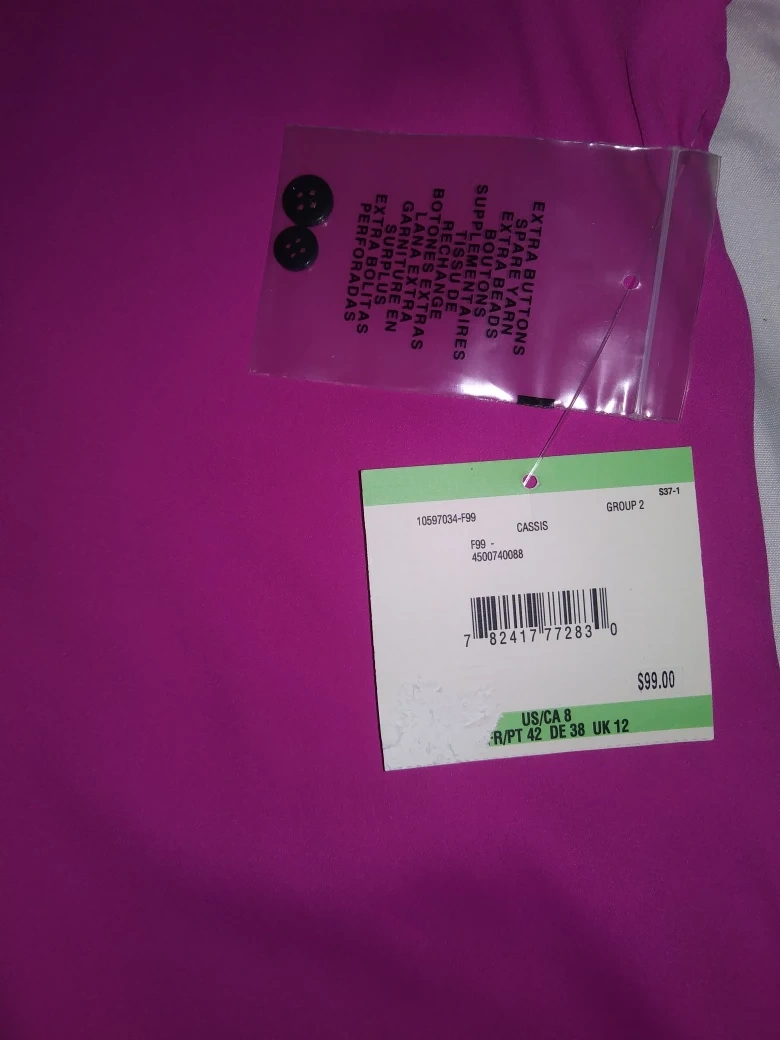 EXTRA BUTTONS
SPARE YARN
EXTRA BEADS
BOUTONS
SUPPLEMENTAIRES
TISSU DE
RECHANGE
BOTONES EXTRAS
LANA EXTRA
GARNITURE EN
SURPLUS
EXTRA BOLITAS
PERFORADAS
S37-1
10597034-F99
GROUP 2
CASSIS
F99 -
4500740088
7 82417 77283 0
$99.00
US/CA 8
R/PT 42 DE 38 UK 12